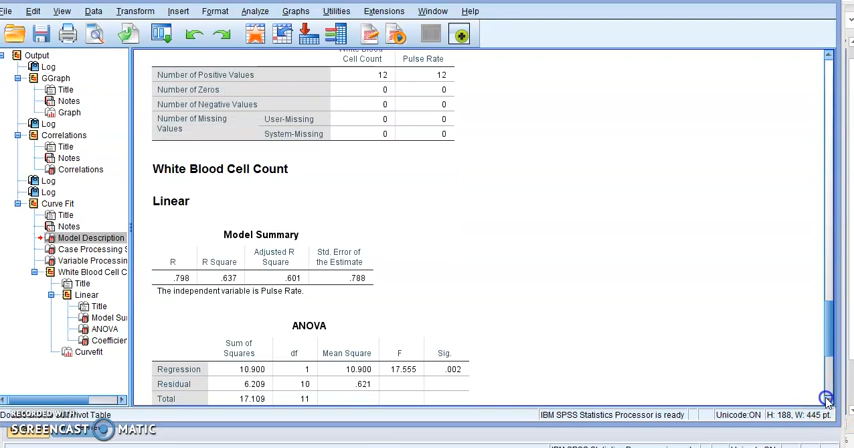 File Edit View Data Transform Insert Format Analyze Graphs Utilities Extensions Window Help
Output
Log
GGraph
Title
Notes
Graph
Log
Correlations
Title
Notes
Correlations
Log
Log
Curve Fit
Title
Notes
Model Description
Case Processing S
Variable Processin
White Blood Cell C
Title
Linear
Title
Model Su
ANOVA
Coefficien
Curvefit
Cell Count Pulse Rate
Number of Positive Values 12 12
Number of Zeros 0 0
Number of Negative Values 0 0
Number of Missing Values User-Missing 0 0
System-Missing 0 0
White Blood Cell Count
Linear
Model Summary
R R Square Adjusted R Square Std. Error of the Estimate
.798 .637 .601 .788
The independent variable is Pulse Rate.
ANOVA
Sum of Squares df Mean Square F Sig.
Regression 10.900 1 10.900 17.555 .002
Residual 6.209 10 .621
Total 17.109 11
IBM SPSS Statistics Processor is ready Unicode:ON H: 188, W: 445 pt.
RECORDED WITH
SCREENCAST MATIC